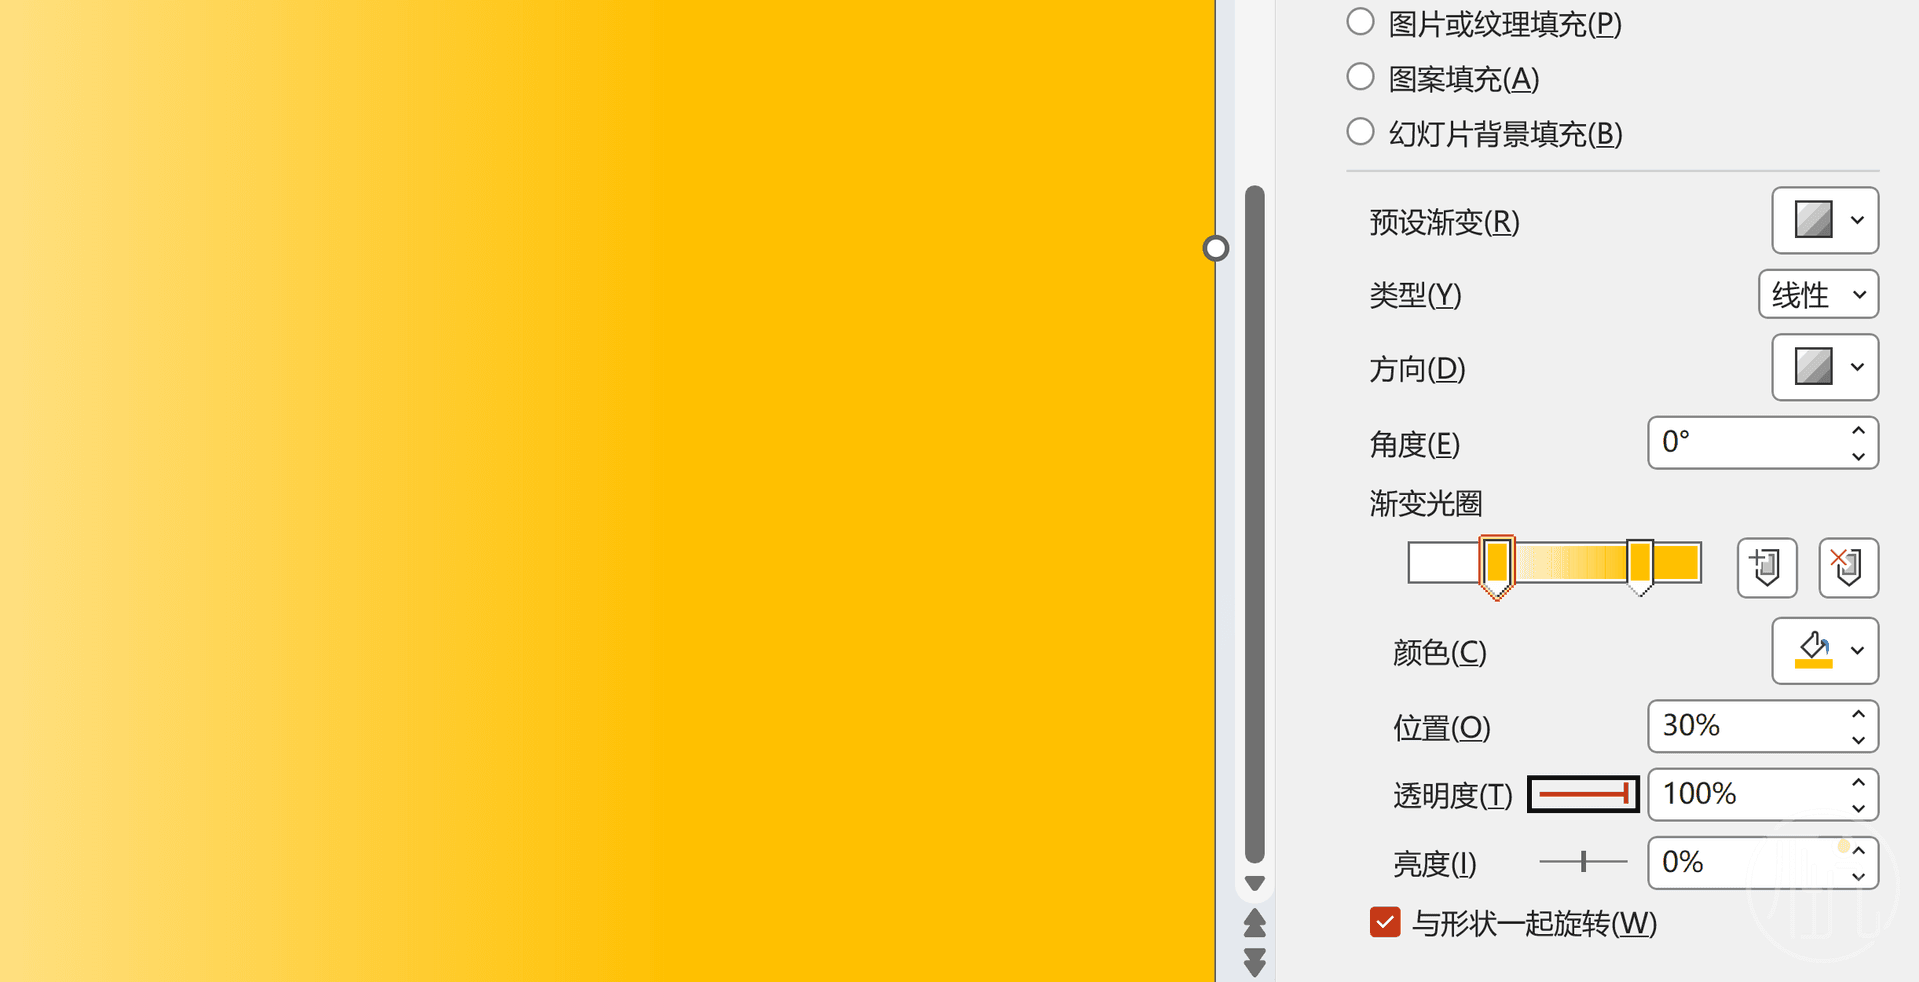 图片或纹理填充(P)
图案填充(A)
幻灯片背景填充(B)
预设渐变(R)
类型(Y) 线性
方向(D)
角度(E) 0°
渐变光圈
颜色(C)
位置(O) 30%
透明度(T) 100%
亮度(I) 0%
与形状一起旋转(W)